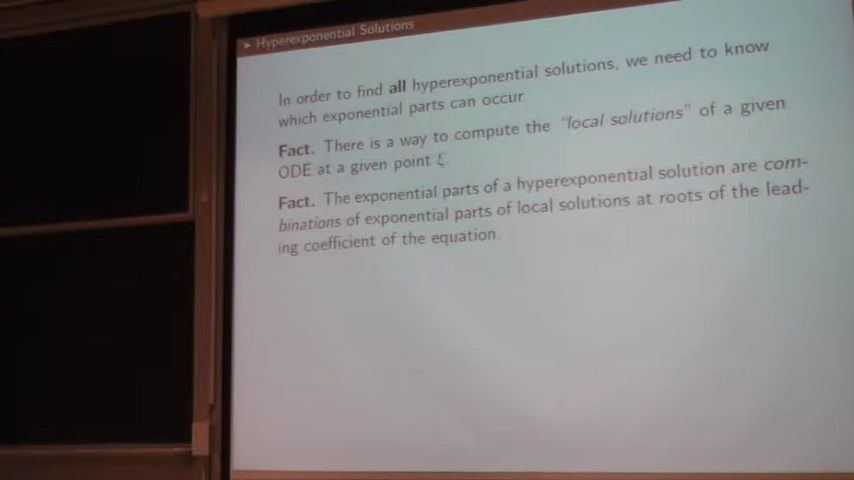 ► Hyperexponential Solutions
In order to find all hyperexponential solutions, we need to know
which exponential parts can occur.
Fact. There is a way to compute the "local solutions" of a given
ODE at a given point ξ
Fact. The exponential parts of a hyperexponential solution are com-
binations of exponential parts of local solutions at roots of the lead-
ing coefficient of the equation.